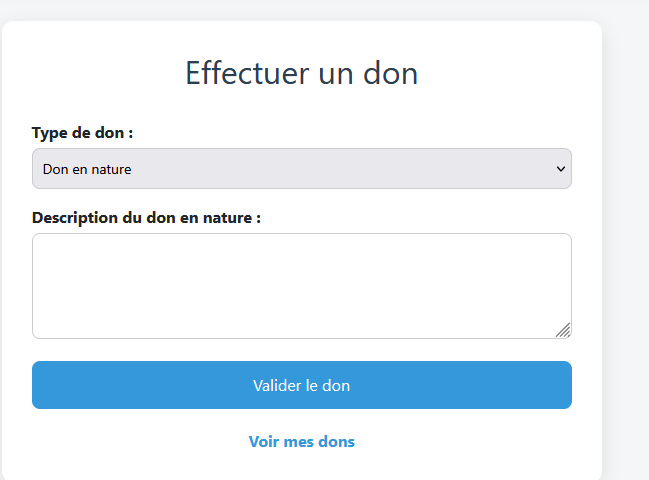 Effectuer un don
Type de don :
Don en nature
Description du don en nature :
Valider le don
Voir mes dons